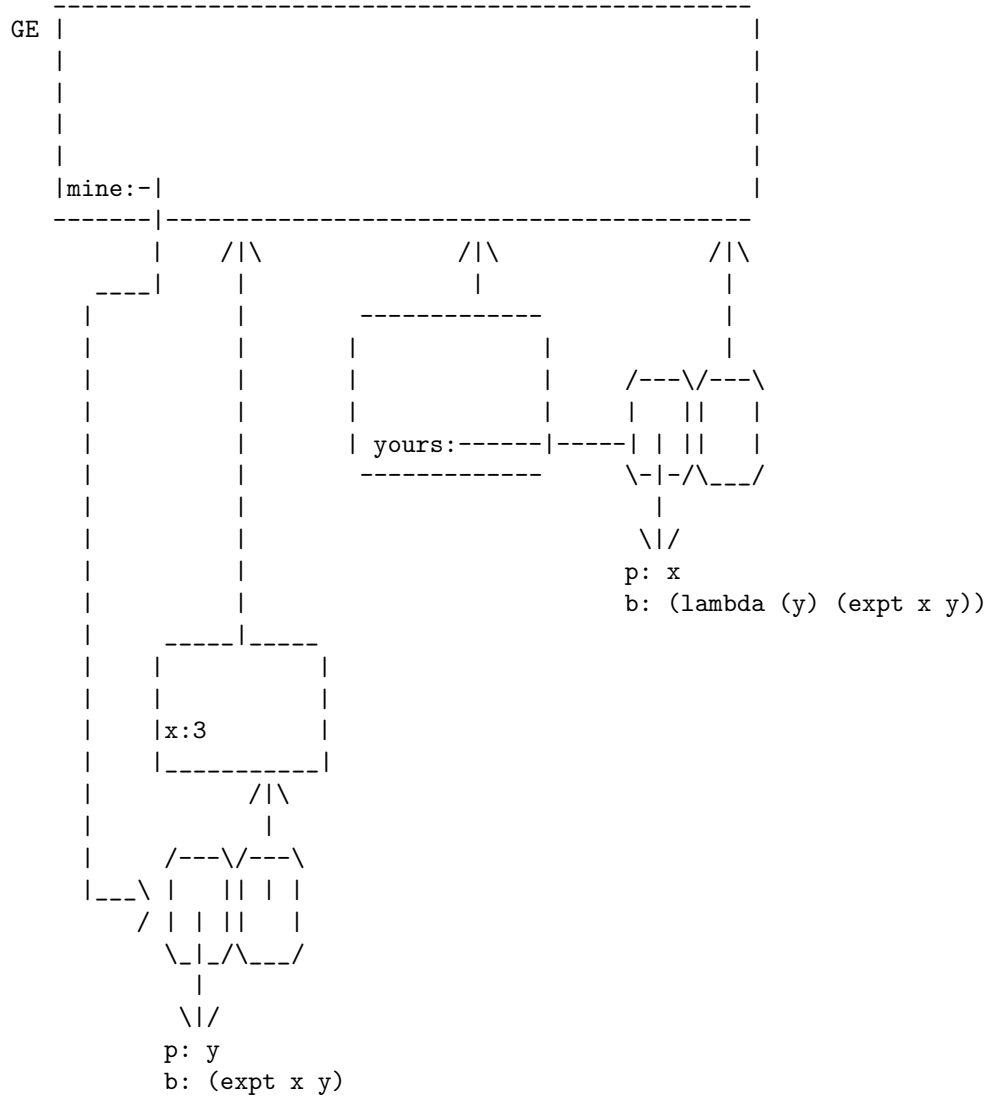 GE
mine:-
yours:------
p: x
b: (lambda (y) (expt x y))
x:3
p: y
b: (expt x y)